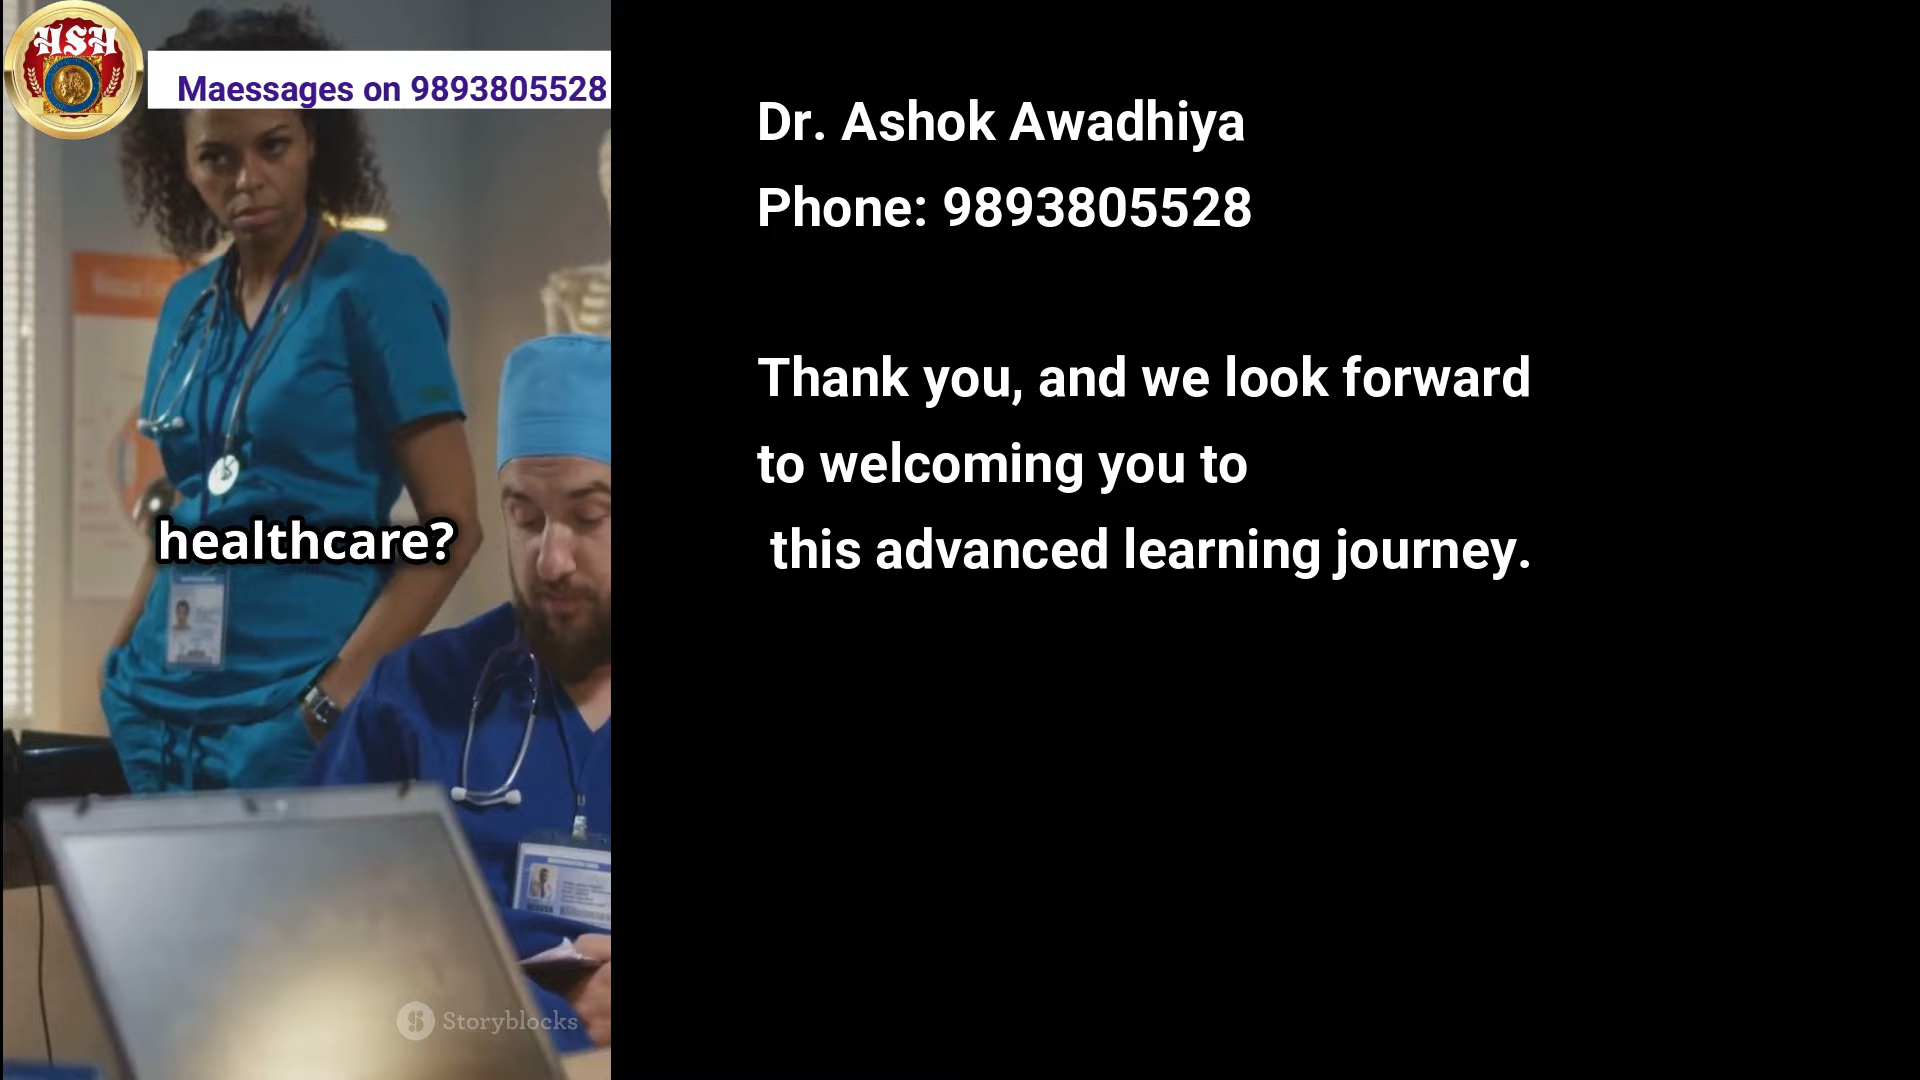 HSH
Maessages on 9893805528
healthcare?
Storyblocks
Dr. Ashok Awadhiya
Phone: 9893805528
Thank you, and we look forward
to welcoming you to
this advanced learning journey.